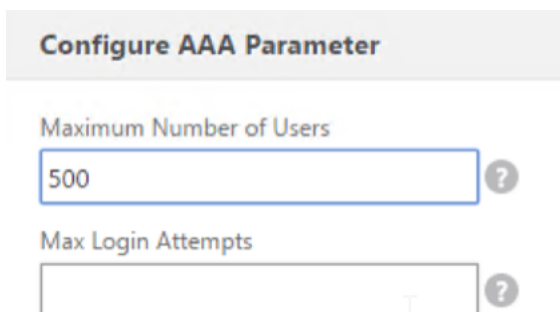 Configure AAA Parameter
Maximum Number of Users
500
?
Max Login Attempts
?